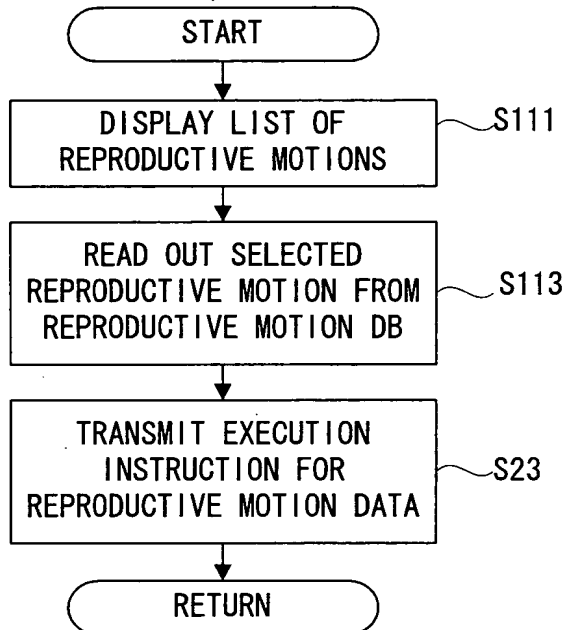 START
DISPLAY LIST OF
REPRODUCTIVE MOTIONS
S111
READ OUT SELECTED
REPRODUCTIVE MOTION FROM
REPRODUCTIVE MOTION DB
S113
TRANSMIT EXECUTION
INSTRUCTION FOR
REPRODUCTIVE MOTION DATA
S23
RETURN